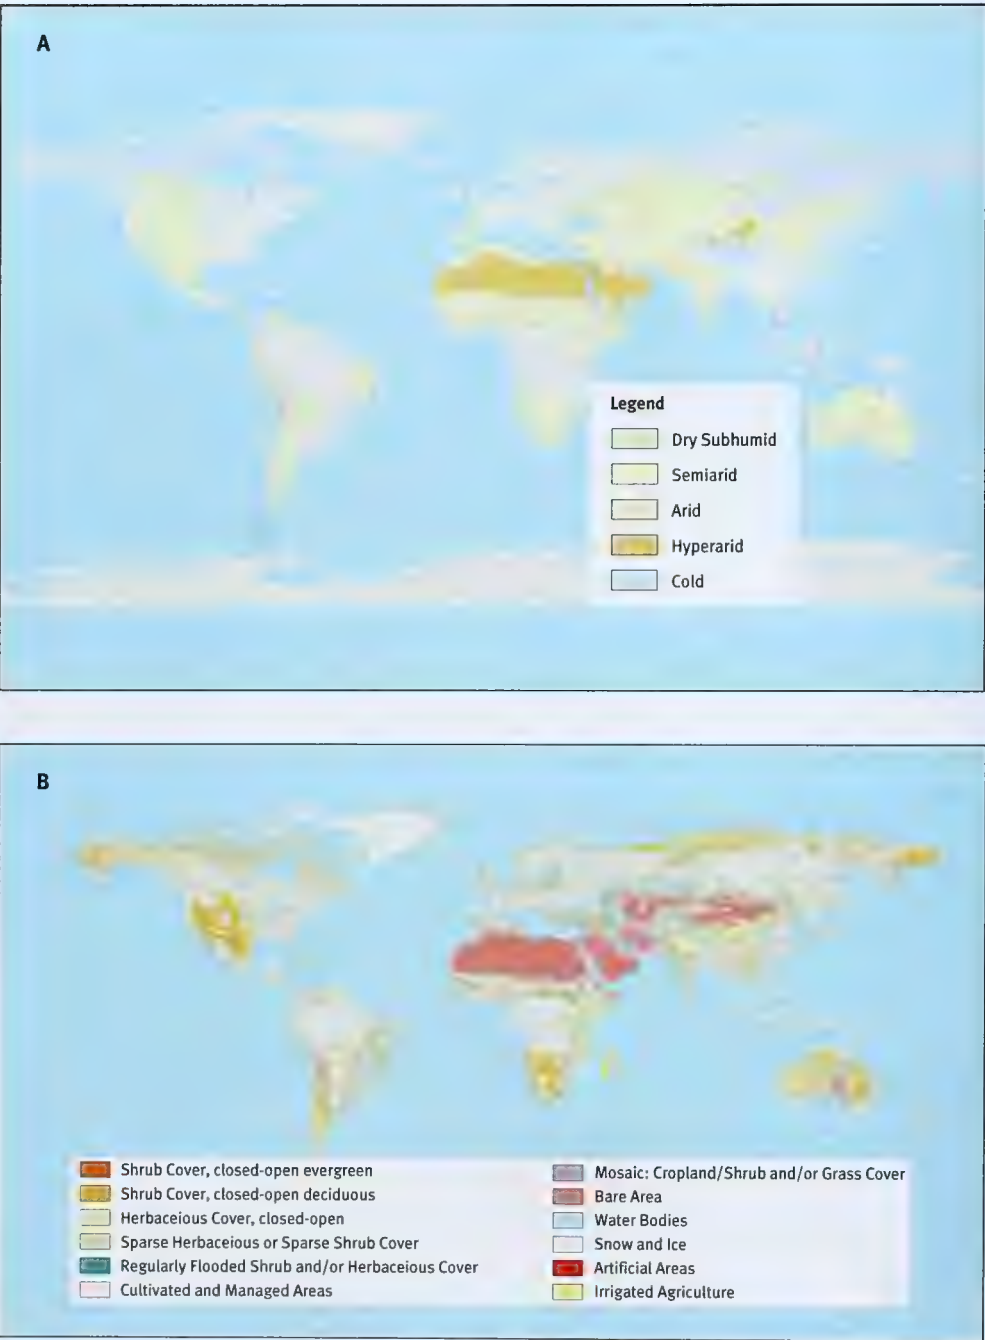 A
Legend
Dry Subhumid
Semiarid
Arid
Hyperarid
Cold
B
Shrub Cover, closed-open evergreen
Shrub Cover, closed-open deciduous
Herbaceious Cover, closed-open
Sparse Herbaceious or Sparse Shrub Cover
Regularly Flooded Shrub and/or Herbaceious Cover
Cultivated and Managed Areas
Mosaic: Cropland/Shrub and/or Grass Cover
Bare Area
Water Bodies
Snow and Ice
Artificial Areas
Irrigated Agriculture